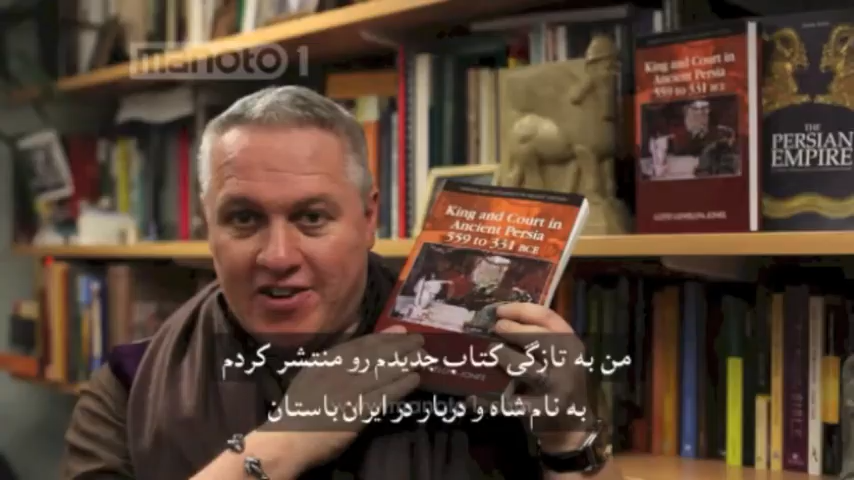 manoto 1
King and Court in
Ancient Persia
559 to 331 BCE
THE
PERSIAN
EMPIRE
King and Court in
Ancient Persia
559 to 331 BCE
من به تازگی کتاب جدیدم رو منتشر کردم
به نام شاه و دربار در ایران باستان
BIBLE